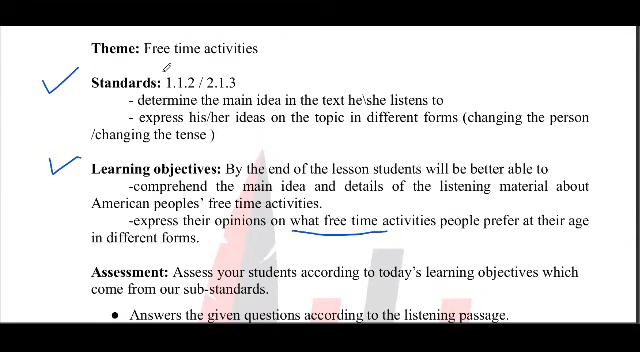 Theme: Free time activities
Standards: 1.1.2 / 2.1.3
- determine the main idea in the text he\she listens to
- express his/her ideas on the topic in different forms (changing the person
/changing the tense )
Learning objectives: By the end of the lesson students will be better able to
-comprehend the main idea and details of the listening material about
American peoples' free time activities.
-express their opinions on what free time activities people prefer at their age
in different forms.
Assessment: Assess your students according to today's learning objectives which
come from our sub-standards.
● Answers the given questions according to the listening passage.